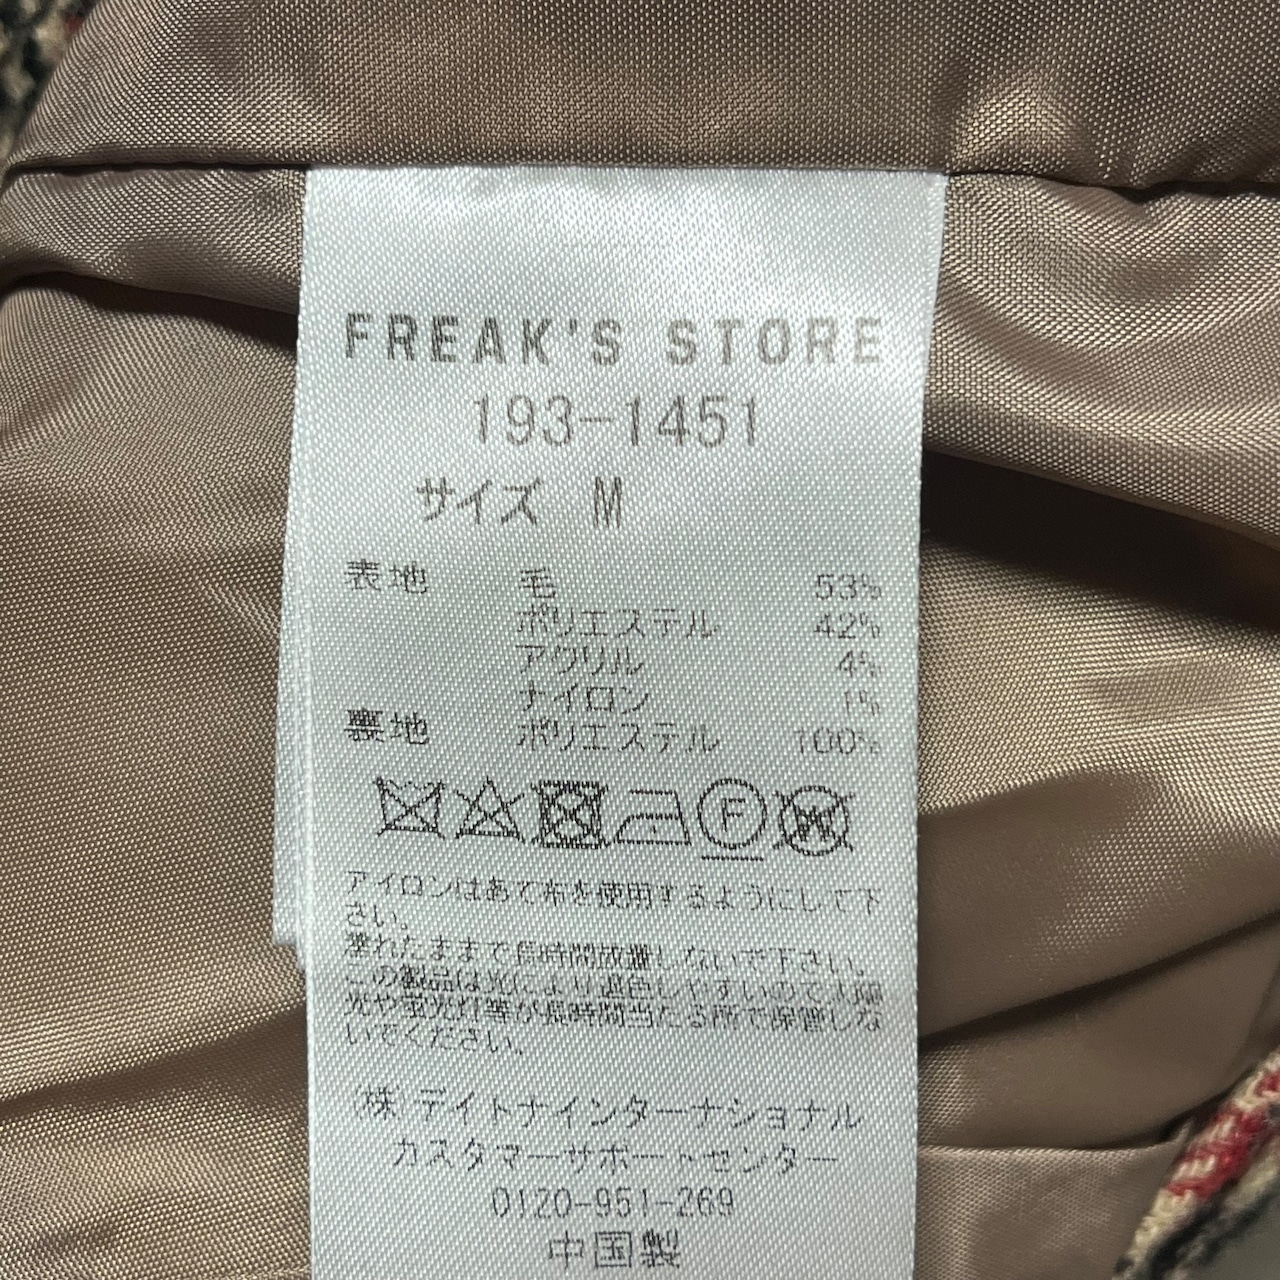 FREAK'S STORE
193-1451
サイズ M
表地 毛 53%
ポリエステル 42%
アクリル 4%
ナイロン 1%
裏地 ポリエステル 100%
F
W
アイロンはあて布を使用するようにして下
さい。
濡れたままで長時間放置しないで下さい。
この製品は光により退色しやすいので太陽
光や蛍光灯等が長時間当たる所で保管しな
いでください。
(株)デイトナインターナショナル
カスタマーサポートセンター
0120-951-269
中国製